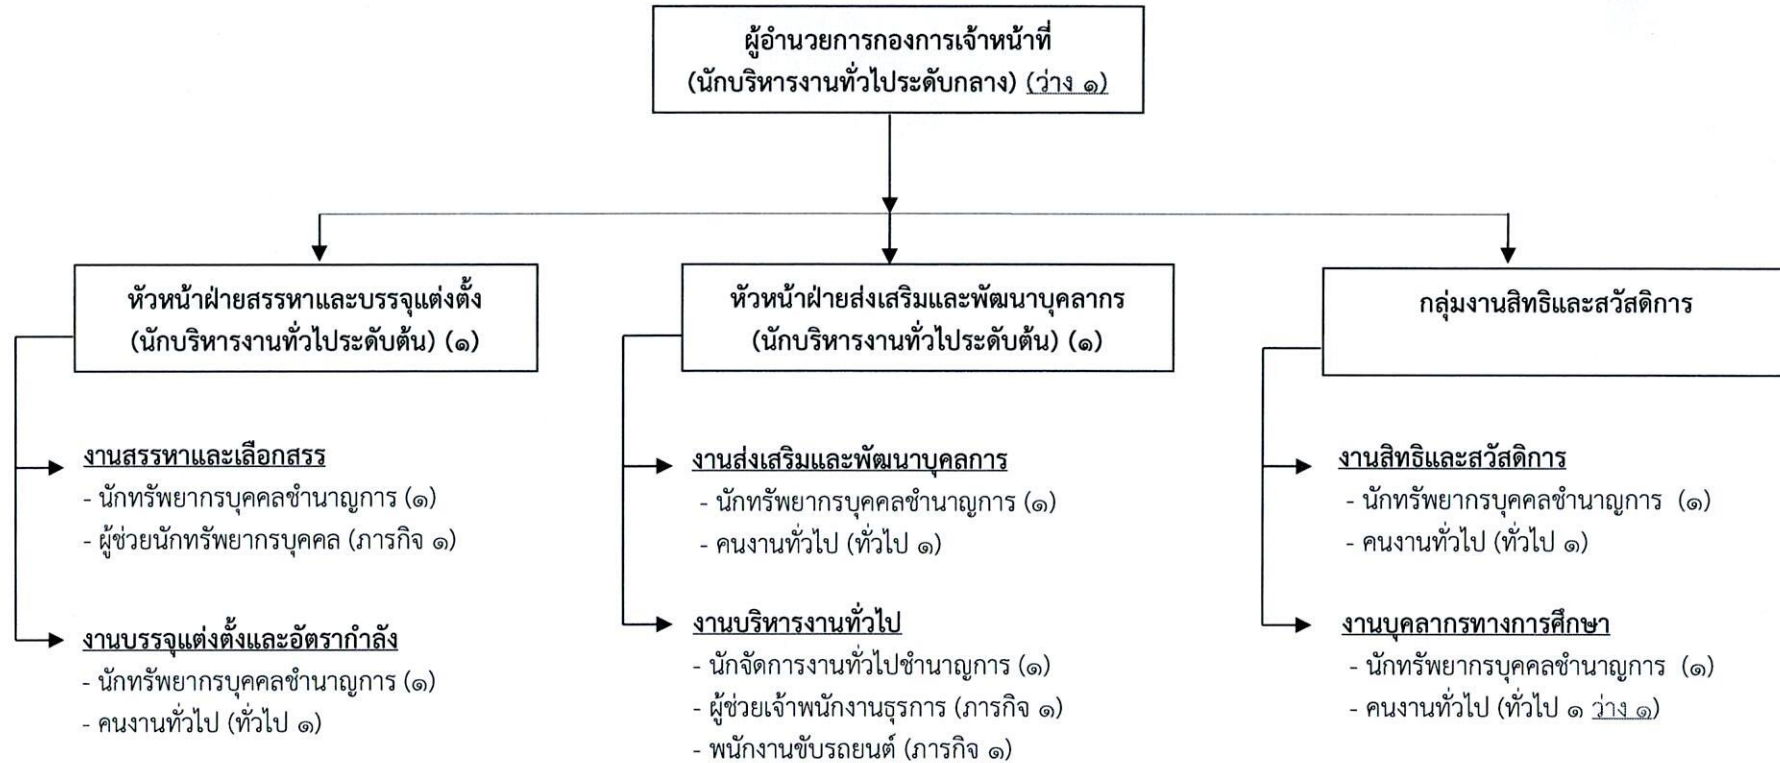 ผู้อำนวยการกองการเจ้าหน้าที่
(นักบริหารงานทั่วไประดับกลาง) (ว่าง ๑)
หัวหน้าฝ่ายสรรหาและบรรจุแต่งตั้ง
(นักบริหารงานทั่วไประดับต้น) (๑)
งานสรรหาและเลือกสรร
- นักทรัพยากรบุคคลชำนาญการ (๑)
- ผู้ช่วยนักทรัพยากรบุคคล (ภารกิจ ๑)
งานบรรจุแต่งตั้งและอัตรากำลัง
- นักทรัพยากรบุคคลชำนาญการ (๑)
- คนงานทั่วไป (ทั่วไป ๑)
หัวหน้าฝ่ายส่งเสริมและพัฒนาบุคลากร
(นักบริหารงานทั่วไประดับต้น) (๑)
งานส่งเสริมและพัฒนาบุคลการ
- นักทรัพยากรบุคคลชำนาญการ (๑)
- คนงานทั่วไป (ทั่วไป ๑)
งานบริหารงานทั่วไป
- นักจัดการงานทั่วไปชำนาญการ (๑)
- ผู้ช่วยเจ้าพนักงานธุรการ (ภารกิจ ๑)
- พนักงานขับรถยนต์ (ภารกิจ ๑)
กลุ่มงานสิทธิและสวัสดิการ
งานสิทธิและสวัสดิการ
- นักทรัพยากรบุคคลชำนาญการ (๑)
- คนงานทั่วไป (ทั่วไป ๑)
งานบุคลากรทางการศึกษา
- นักทรัพยากรบุคคลชำนาญการ (๑)
- คนงานทั่วไป (ทั่วไป ๑ ว่าง ๑)